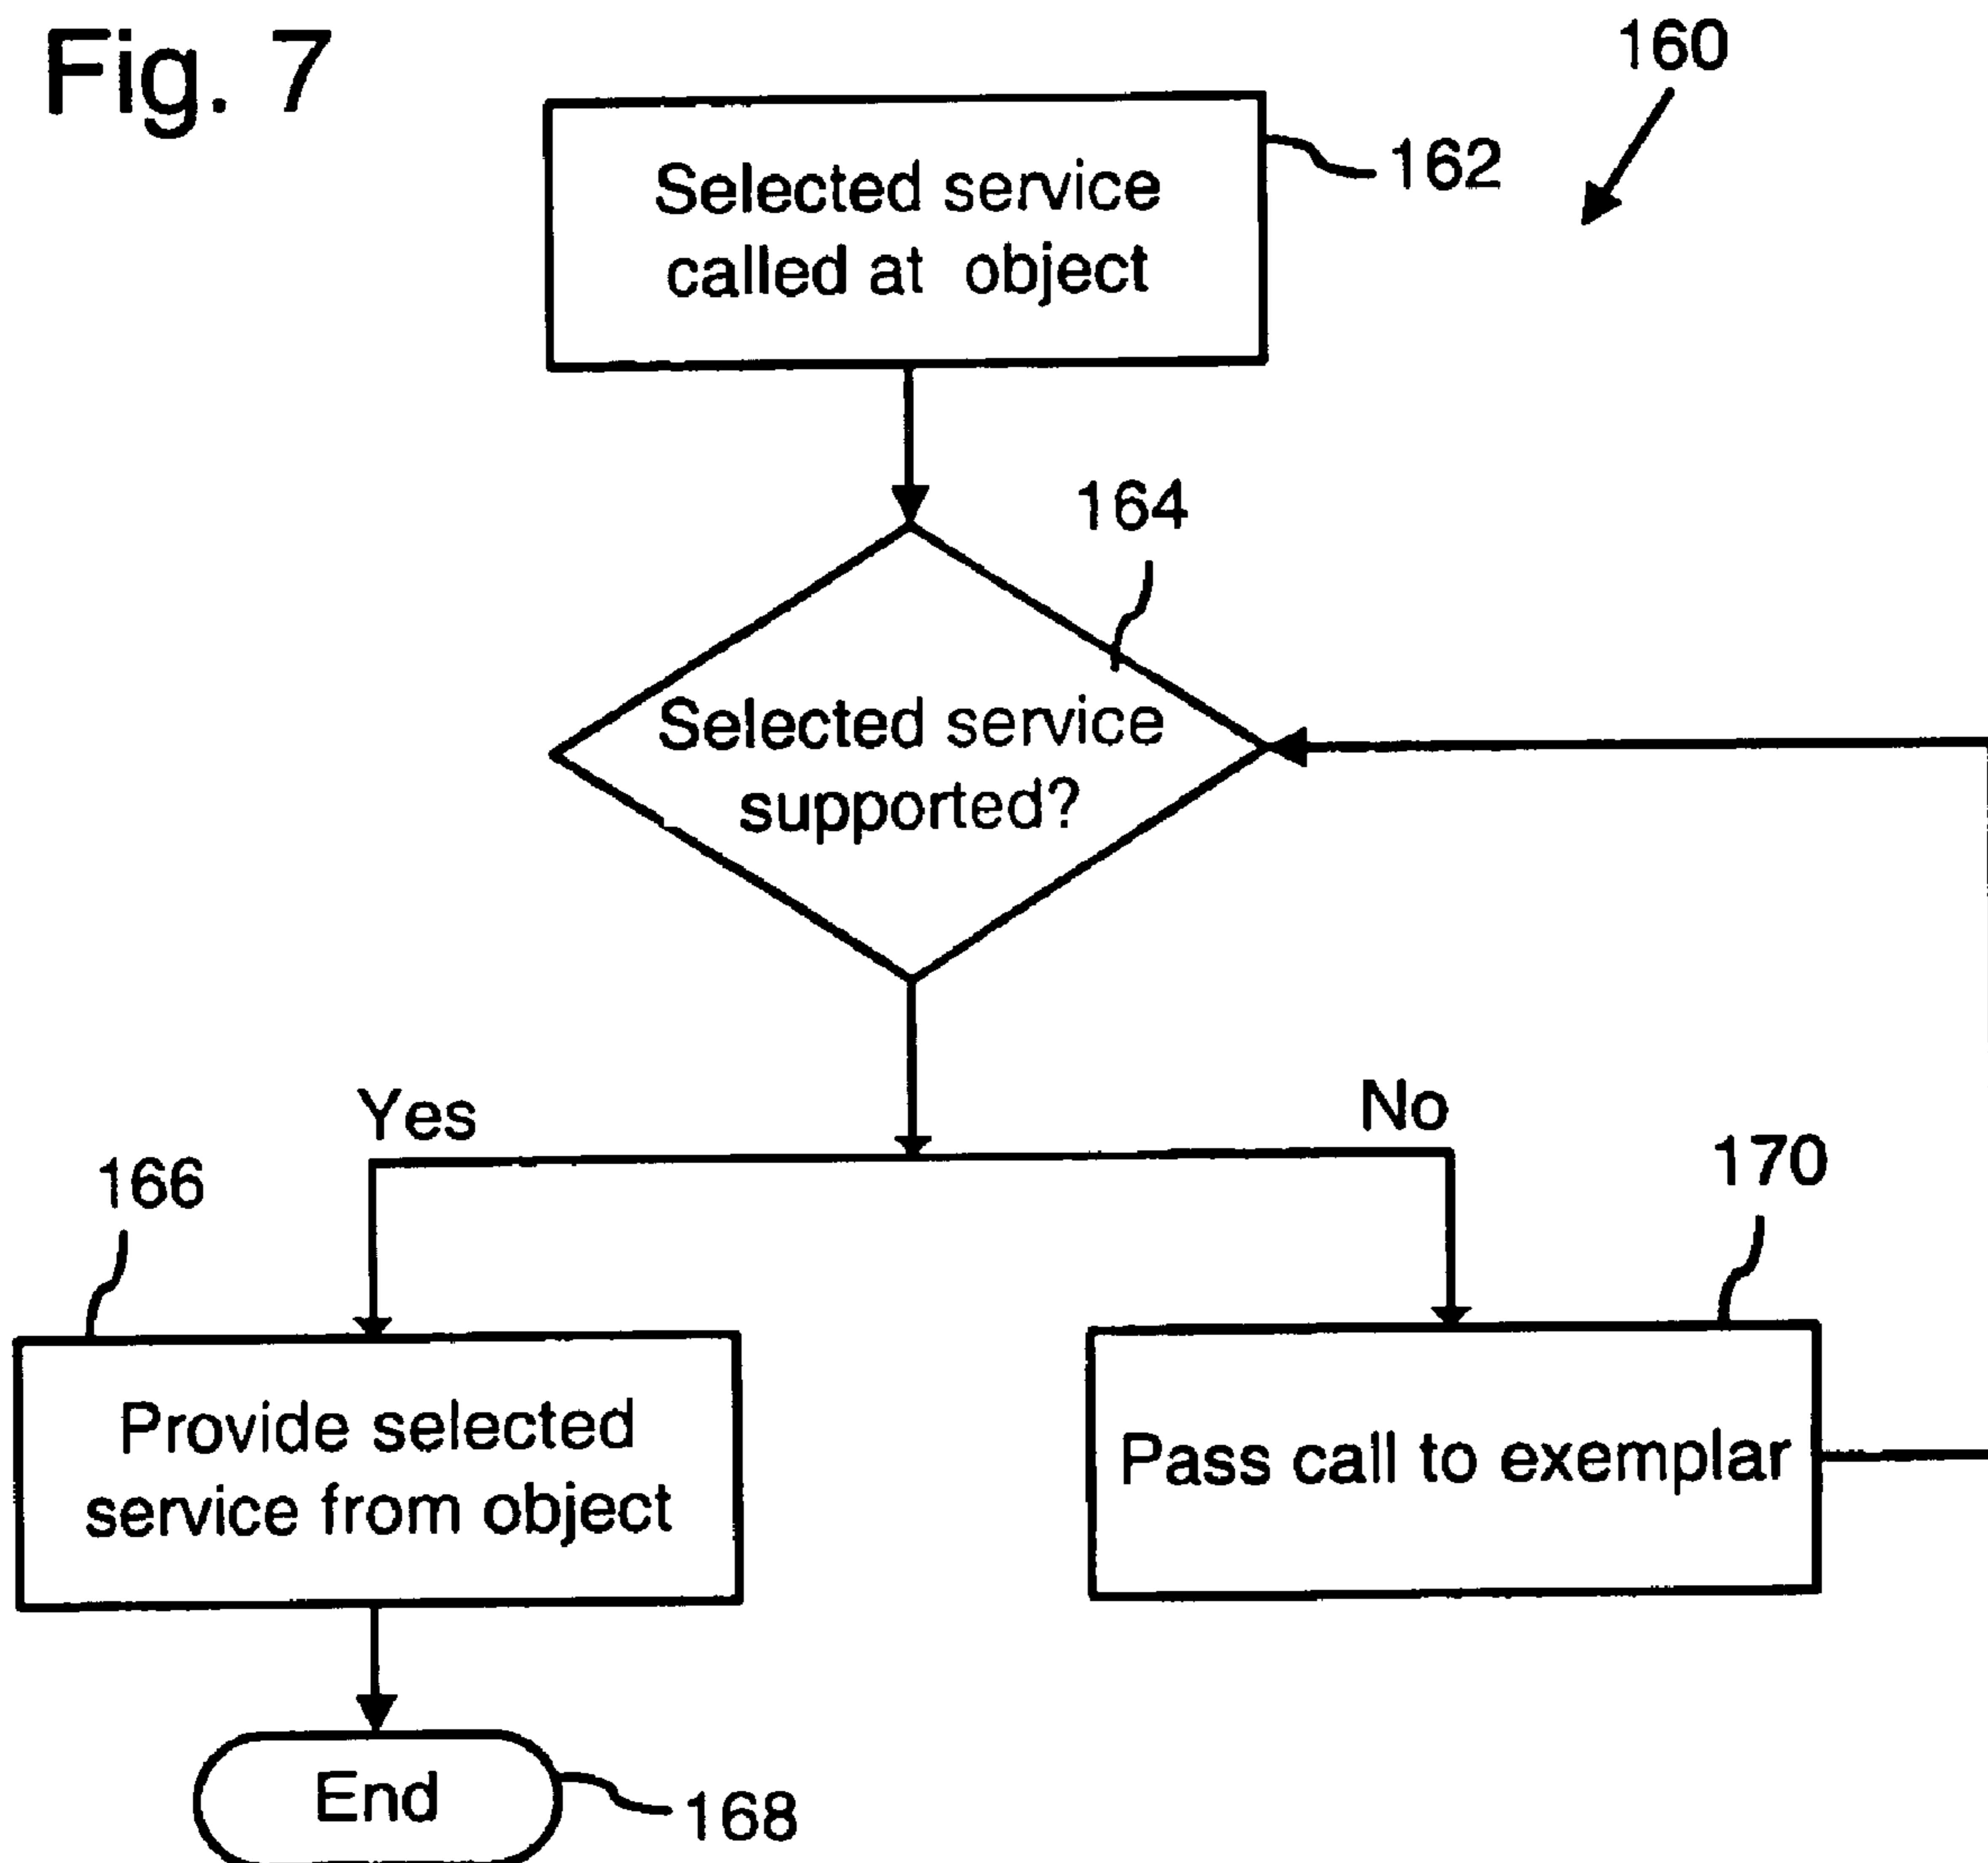 Fig. 7
160
Selected service
called at object
162
164
Selected service
supported?
Yes
No
166
170
Provide selected
service from object
Pass call to exemplar
End
168